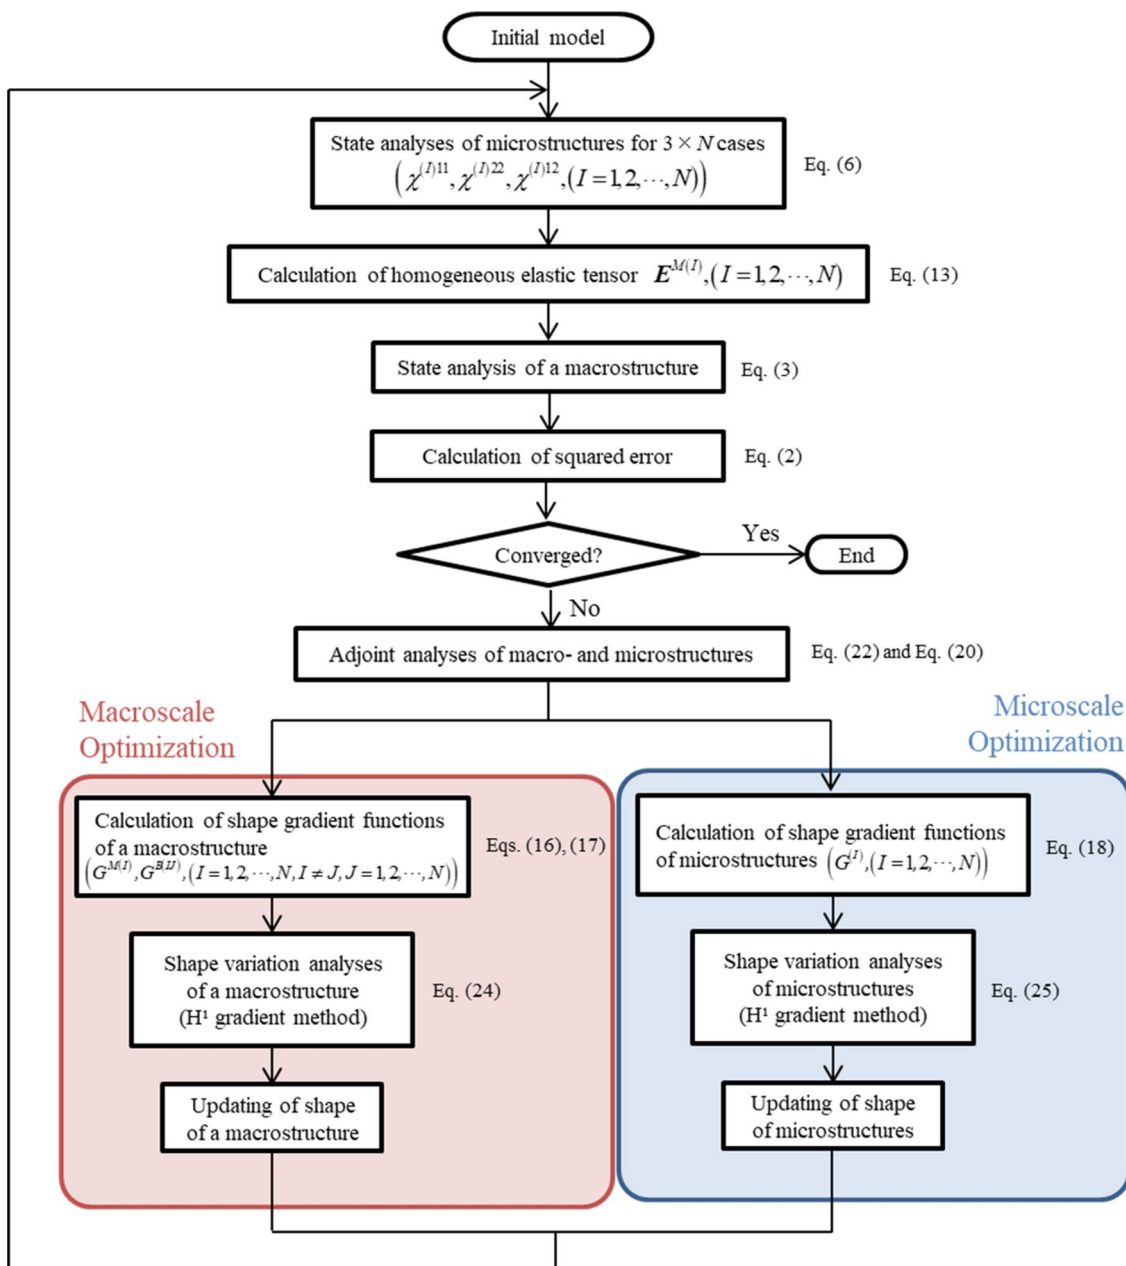 Initial model
State analyses of microstructures for 3 × N cases
(χ^{(I)11}, χ^{(I)22}, χ^{(I)12}, (I = 1, 2, ⋯, N))
Eq. (6)
Calculation of homogeneous elastic tensor E^{M(I)}, (I = 1, 2, ⋯, N)
Eq. (13)
State analysis of a macrostructure
Eq. (3)
Calculation of squared error
Eq. (2)
Converged?
Yes
End
No
Adjoint analyses of macro- and microstructures
Eq. (22) and Eq. (20)
Macroscale
Optimization
Calculation of shape gradient functions
of a macrostructure
(G^{M(I)}, G^{B(IJ)}, (I = 1, 2, ⋯, N, I ≠ J, J = 1, 2, ⋯, N))
Eqs. (16), (17)
Shape variation analyses
of a macrostructure
(H¹ gradient method)
Eq. (24)
Updating of shape
of a macrostructure
Microscale
Optimization
Calculation of shape gradient functions
of microstructures (G^{(I)}, (I = 1, 2, ⋯, N))
Eq. (18)
Shape variation analyses
of microstructures
(H¹ gradient method)
Eq. (25)
Updating of shape
of microstructures